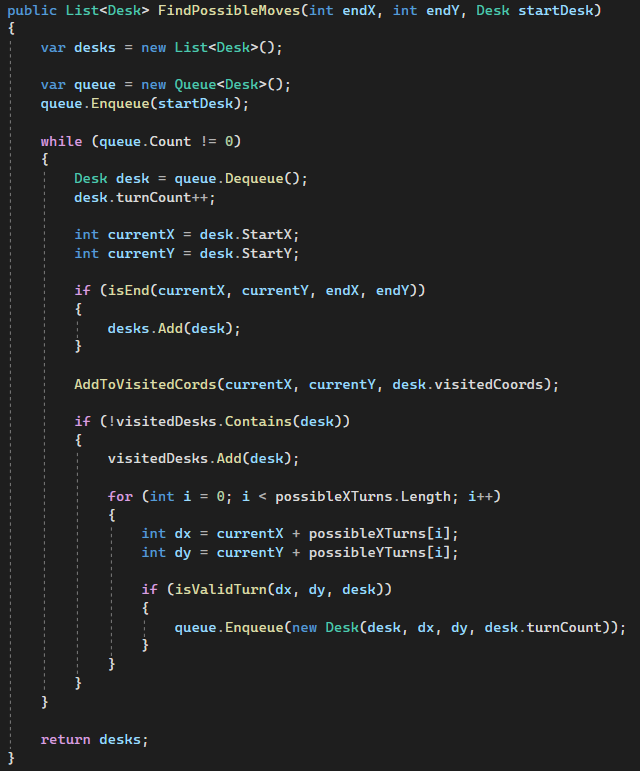 public List<Desk> FindPossibleMoves(int endX, int endY, Desk startDesk)
{
    var desks = new List<Desk>();
    var queue = new Queue<Desk>();
    queue.Enqueue(startDesk);
    while (queue.Count != 0)
    {
        Desk desk = queue.Dequeue();
        desk.turnCount++;
        int currentX = desk.StartX;
        int currentY = desk.StartY;
        if (isEnd(currentX, currentY, endX, endY))
        {
            desks.Add(desk);
        }
        AddToVisitedCords(currentX, currentY, desk.visitedCoords);
        if (!visitedDesks.Contains(desk))
        {
            visitedDesks.Add(desk);
            for (int i = 0; i < possibleXTurns.Length; i++)
            {
                int dx = currentX + possibleXTurns[i];
                int dy = currentY + possibleYTurns[i];
                if (isValidTurn(dx, dy, desk))
                {
                    queue.Enqueue(new Desk(desk, dx, dy, desk.turnCount));
                }
            }
        }
    }
    return desks;
}